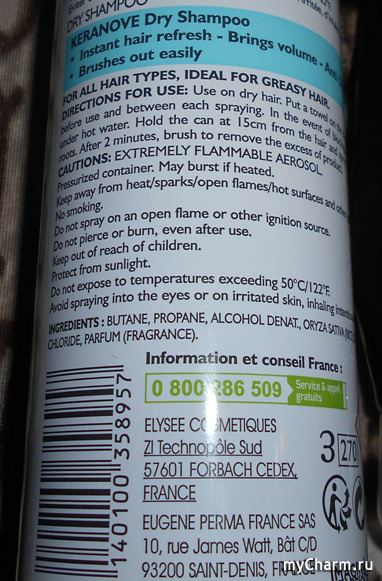 DRY SHAMPOO
KERANOVE Dry Shampoo
• Instant hair refresh - Brings volume -
• Brushes out easily
FOR ALL HAIR TYPES, IDEAL FOR GREASY HAIR.
DIRECTIONS FOR USE: Use on dry hair. Put a towel on
before use and between each spraying. In the event of
under hot water. Hold the can at 15cm from the hair and
roots. After 2 minutes, brush to remove the excess of product.
CAUTIONS: EXTREMELY FLAMMABLE AEROSOL.
Pressurized container. May burst if heated.
Keep away from heat/sparks/open flames/hot surfaces and other
No smoking.
Do not spray on an open flame or other ignition source.
Do not pierce or burn, even after use.
Keep out of reach of children.
Protect from sunlight.
Do not expose to temperatures exceeding 50°C/122°F.
Avoid spraying into the eyes or on irritated skin, inhaling
INGREDIENTS : BUTANE, PROPANE, ALCOHOL DENAT., ORYZA SATIVA
CHLORIDE, PARFUM (FRAGRANCE).
Information et conseil France :
0 800 286 509 Service & appel
gratuits
ELYSEE COSMETIQUES
ZI Technopôle Sud
57601 FORBACH CEDEX,
FRANCE
3 270
140100 358957
EUGENE PERMA FRANCE SAS
10, rue James Watt, Bât C/D
93200 SAINT-DENIS, FRANCE
myCharm.ru